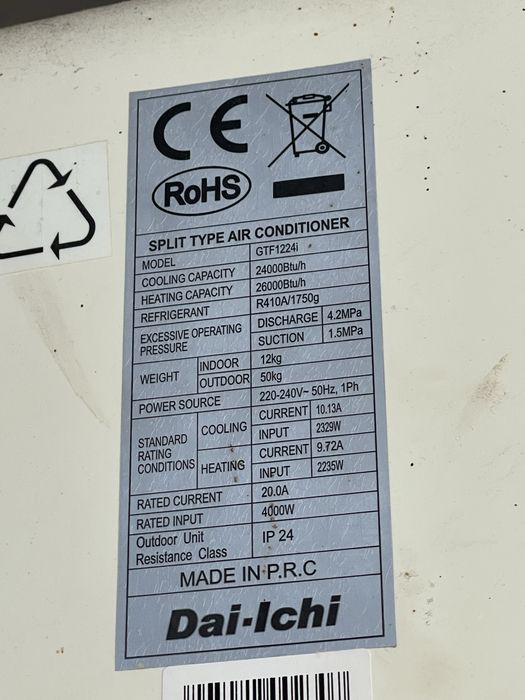 CE
RoHS
SPLIT TYPE AIR CONDITIONER
MODEL GTF1224i
COOLING CAPACITY 24000Btu/h
HEATING CAPACITY 26000Btu/h
REFRIGERANT R410A/1750g
EXCESSIVE OPERATING PRESSURE DISCHARGE 4.2MPa
SUCTION 1.5MPa
WEIGHT INDOOR 12kg
OUTDOOR 50kg
POWER SOURCE 220-240V~ 50Hz, 1Ph
STANDARD RATING CONDITIONS COOLING CURRENT 10.13A
INPUT 2329W
HEATING CURRENT 9.72A
INPUT 2235W
RATED CURRENT 20.0A
RATED INPUT 4000W
Outdoor Unit Resistance Class IP 24
MADE IN P.R.C
Dai-Ichi